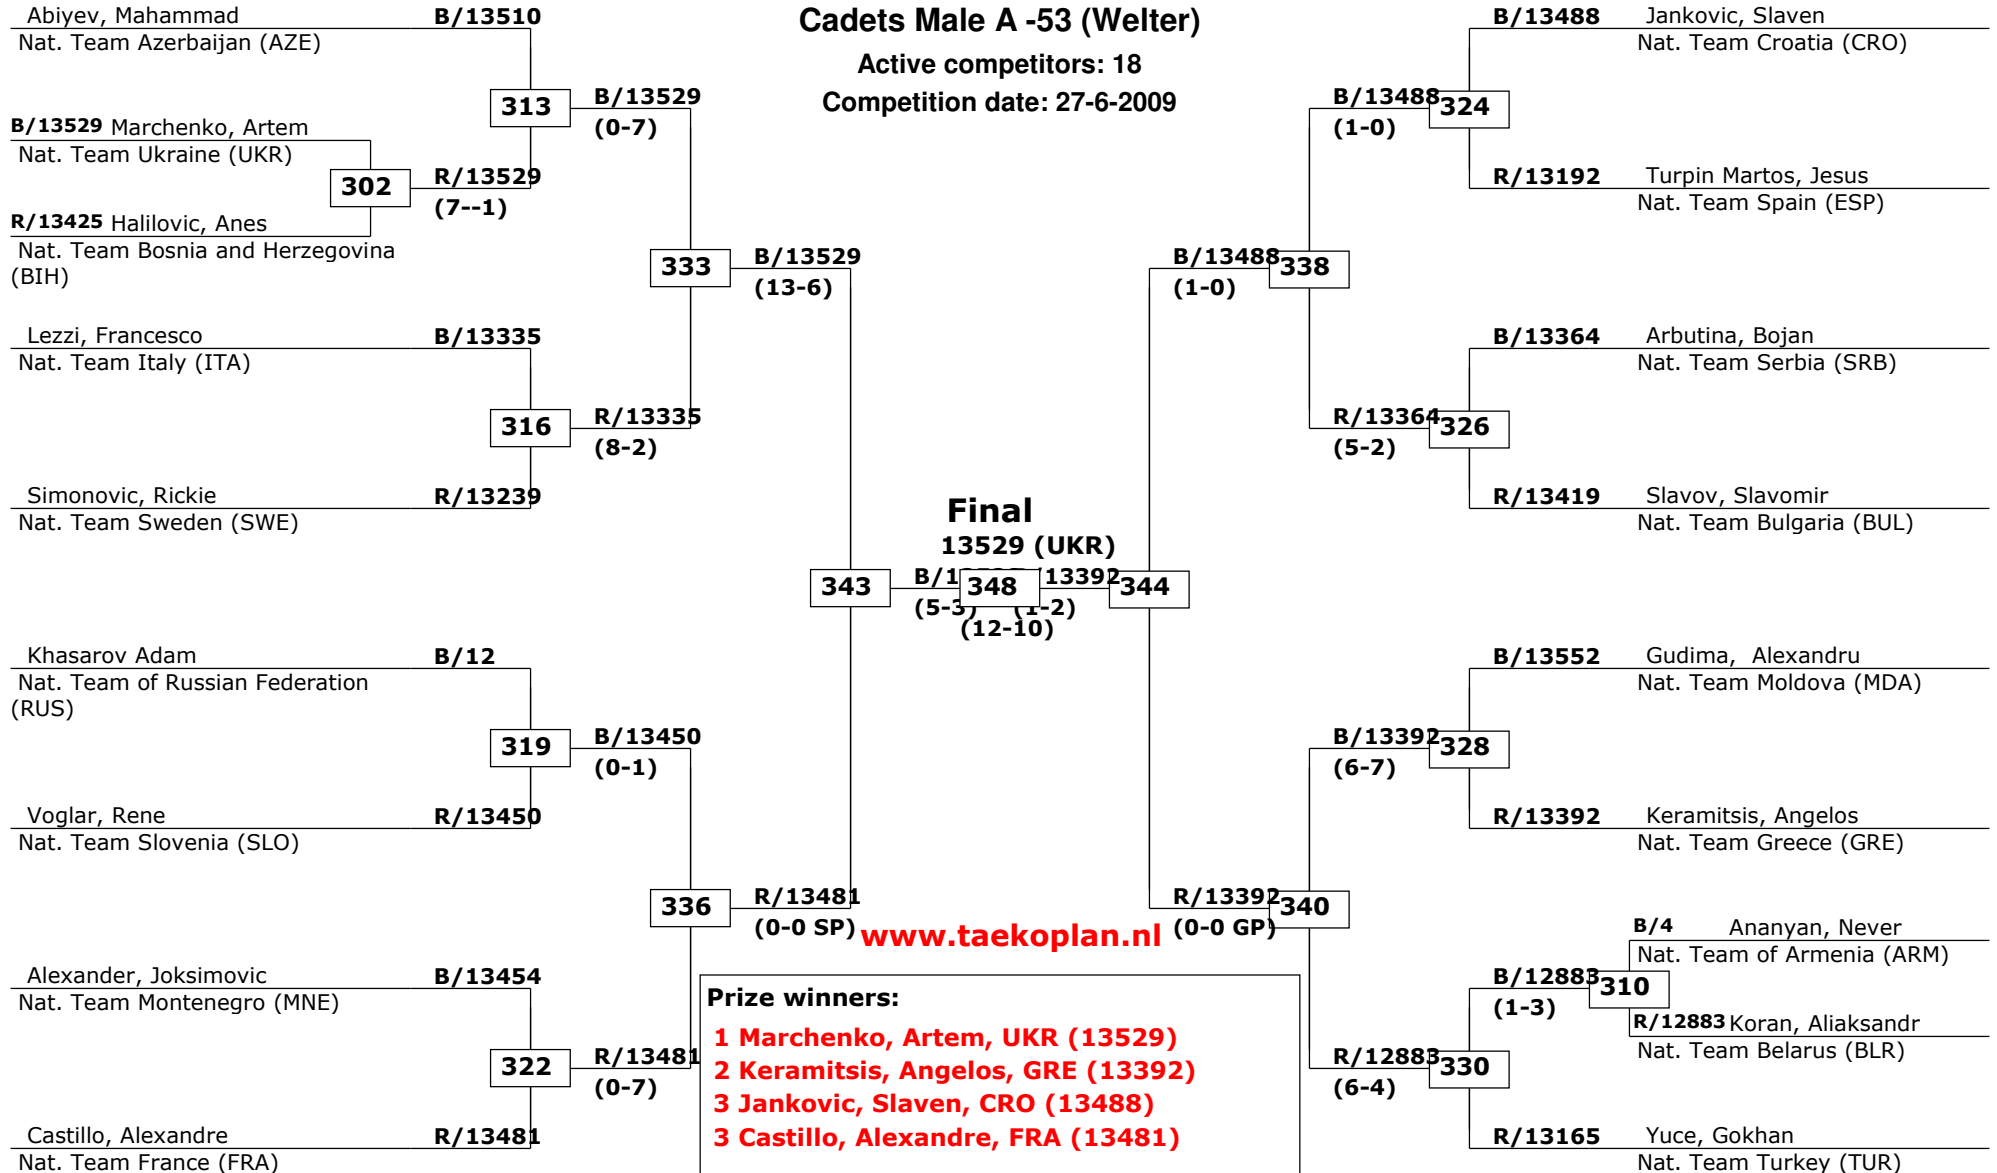 Cadets Male A -53 (Welter)
Active competitors: 18
Competition date: 27-6-2009
Abiyev, Mahammad B/13510
Nat. Team Azerbaijan (AZE)
313 B/13529
(0-7)
B/13529 Marchenko, Artem
Nat. Team Ukraine (UKR)
302 R/13529
(7--1)
R/13425 Halilovic, Anes
Nat. Team Bosnia and Herzegovina
(BIH)
333 B/13529
(13-6)
Lezzi, Francesco B/13335
Nat. Team Italy (ITA)
316 R/13335
(8-2)
Simonovic, Rickie R/13239
Nat. Team Sweden (SWE)
Khasarov Adam B/12
Nat. Team of Russian Federation
(RUS)
319 B/13450
(0-1)
Voglar, Rene R/13450
Nat. Team Slovenia (SLO)
336 R/13481
(0-0 SP)
Alexander, Joksimovic B/13454
Nat. Team Montenegro (MNE)
322 R/13481
(0-7)
Castillo, Alexandre R/13481
Nat. Team France (FRA)
Final
13529 (UKR)
343 348 /13392 344
(5-3) (1-2)
(12-10)
B/13488 Jankovic, Slaven
Nat. Team Croatia (CRO)
B/13488 324
(1-0)
R/13192 Turpin Martos, Jesus
Nat. Team Spain (ESP)
B/13488 338
(1-0)
B/13364 Arbutina, Bojan
Nat. Team Serbia (SRB)
R/13364 326
(5-2)
R/13419 Slavov, Slavomir
Nat. Team Bulgaria (BUL)
B/13552 Gudima, Alexandru
Nat. Team Moldova (MDA)
B/13392 328
(6-7)
R/13392 Keramitsis, Angelos
Nat. Team Greece (GRE)
R/13392 340
(0-0 GP)
B/4 Ananyan, Never
Nat. Team of Armenia (ARM)
B/12883 310
(1-3)
R/12883 Koran, Aliaksandr
Nat. Team Belarus (BLR)
R/12883 330
(6-4)
R/13165 Yuce, Gokhan
Nat. Team Turkey (TUR)
www.taekoplan.nl
Prize winners:
1 Marchenko, Artem, UKR (13529)
2 Keramitsis, Angelos, GRE (13392)
3 Jankovic, Slaven, CRO (13488)
3 Castillo, Alexandre, FRA (13481)